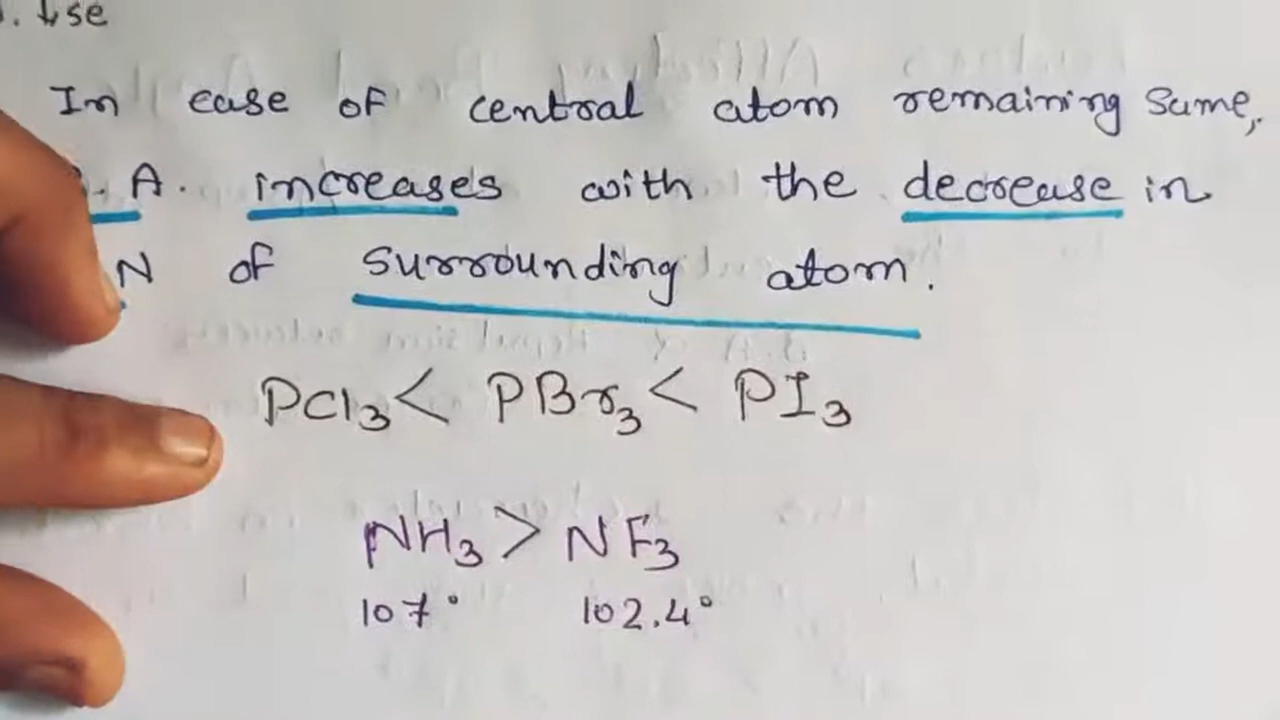 In case of central atom remaining same,
. A. increases with the decrease in
N of surrounding atom.
PCl3 < PBr3 < PI3
NH3 > NF3
107° 102.4°